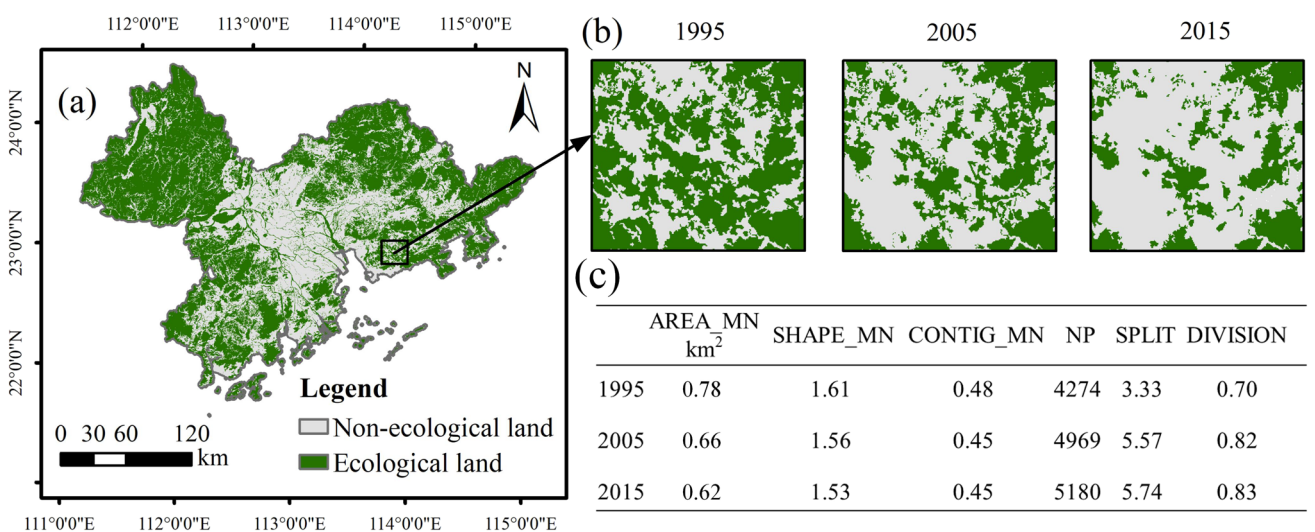 112°0'0"E 113°0'0"E 114°0'0"E 115°0'0"E
(a)
N
24°0'0"N
23°0'0"N
22°0'0"N
Legend
Non-ecological land
Ecological land
0 30 60 120
km
111°0'0"E 112°0'0"E 113°0'0"E 114°0'0"E 115°0'0"E
(b)
1995 2005 2015
(c)
AREA_MN km² SHAPE_MN CONTIG_MN NP SPLIT DIVISION
1995 0.78 1.61 0.48 4274 3.33 0.70
2005 0.66 1.56 0.45 4969 5.57 0.82
2015 0.62 1.53 0.45 5180 5.74 0.83